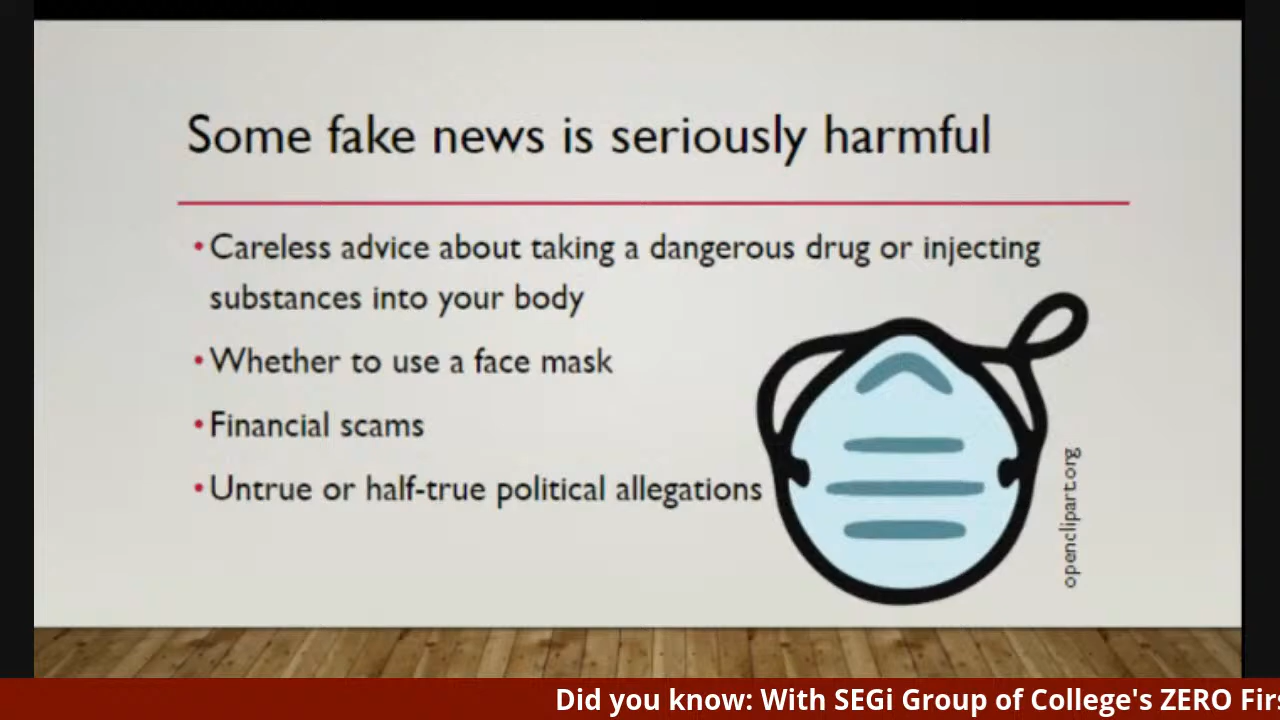 Some fake news is seriously harmful
•Careless advice about taking a dangerous drug or injecting
substances into your body
•Whether to use a face mask
•Financial scams
•Untrue or half-true political allegations
openclipart.org
Did you know: With SEGi Group of College's ZERO